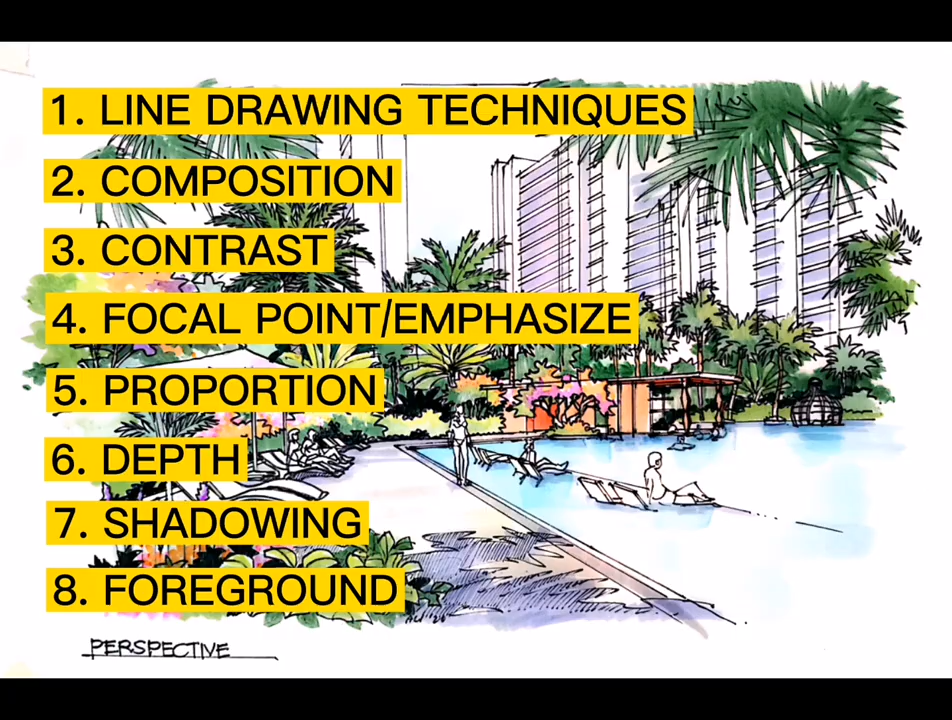 1. LINE DRAWING TECHNIQUES
2. COMPOSITION
3. CONTRAST
4. FOCAL POINT/EMPHASIZE
5. PROPORTION
6. DEPTH
7. SHADOWING
8. FOREGROUND
PERSPECTIVE